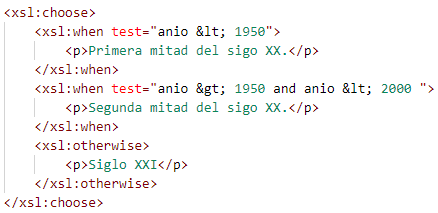 <xsl:choose>
<xsl:when test="anio &lt; 1950">
<p>Primera mitad del sigo XX.</p>
</xsl:when>
<xsl:when test="anio &gt; 1950 and anio &lt; 2000 ">
<p>Segunda mitad del sigo XX.</p>
</xsl:when>
<xsl:otherwise>
<p>Siglo XXI</p>
</xsl:otherwise>
</xsl:choose>